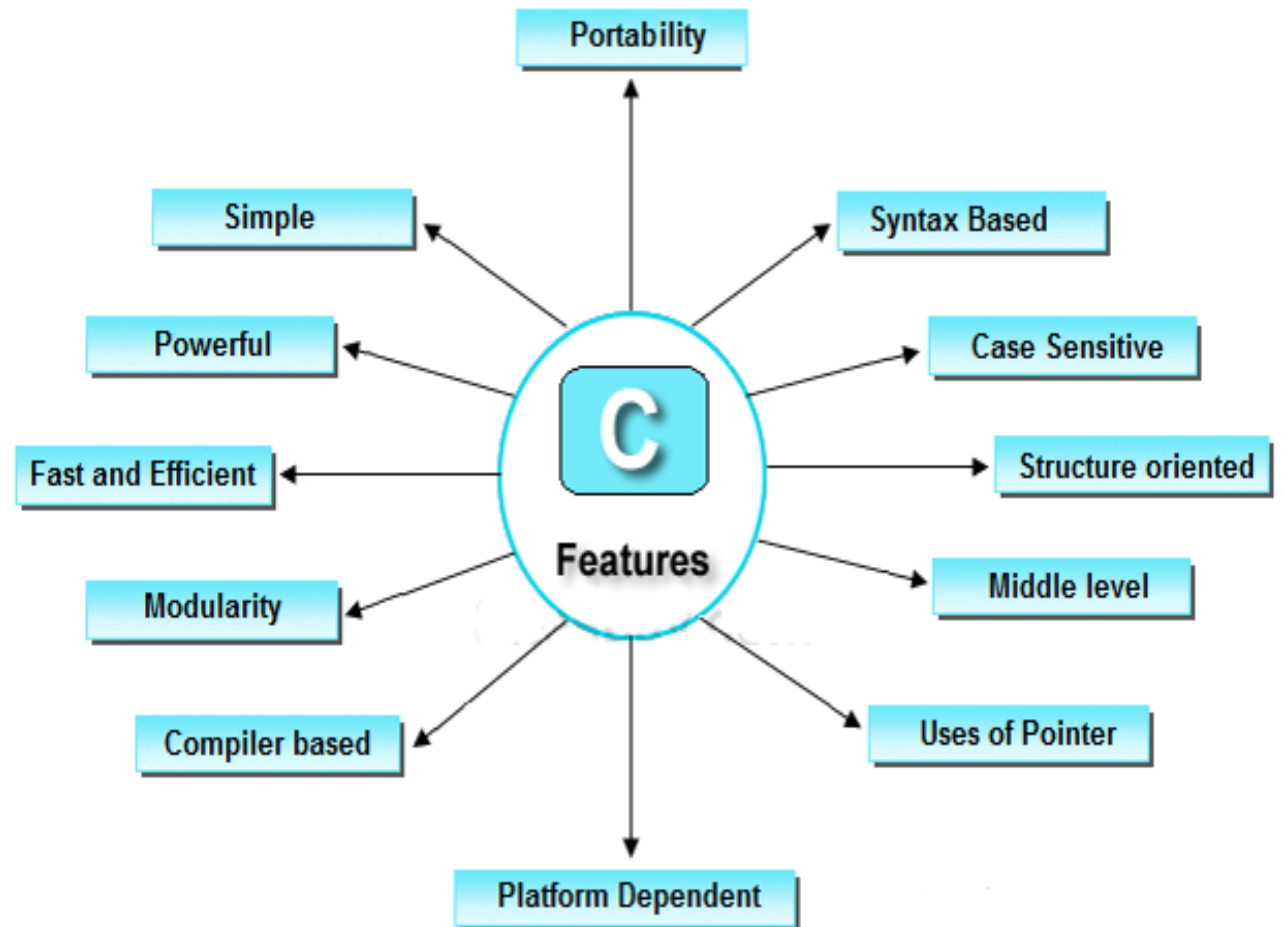 Portability
Simple
Syntax Based
Powerful
Case Sensitive
C
Fast and Efficient
Structure oriented
Features
Modularity
Middle level
Compiler based
Uses of Pointer
Platform Dependent